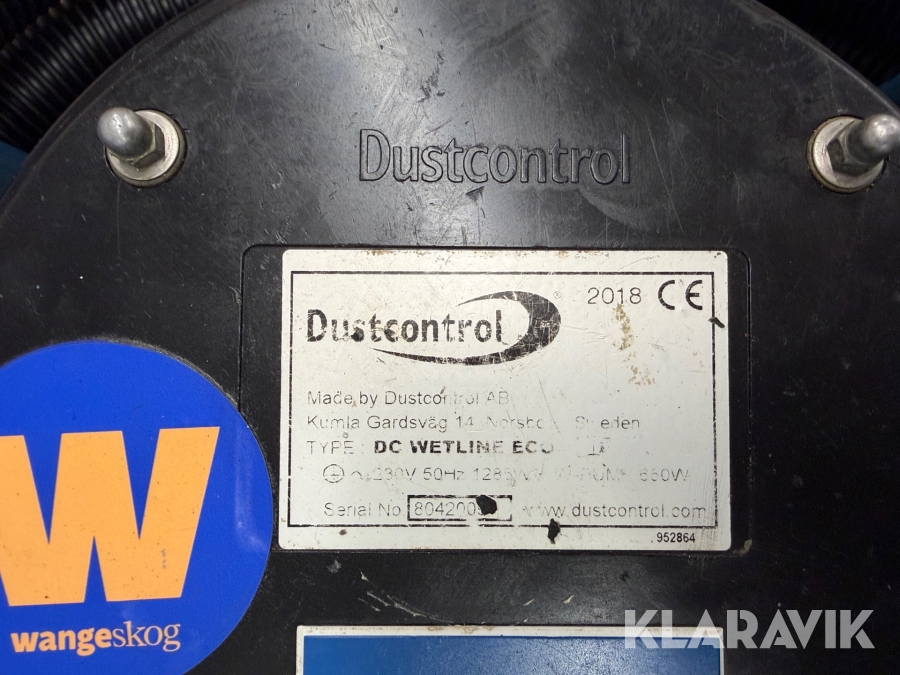 Dustcontrol
Dustcontrol ® 2018 CE
Made by Dustcontrol AB
Kumla Gardsväg 14, Sweden
TYPE: DC WETLINE ECO
~ 230V 50Hz
Serial No. www.dustcontrol.com
952864
W
wangeskog
KLARAVIK